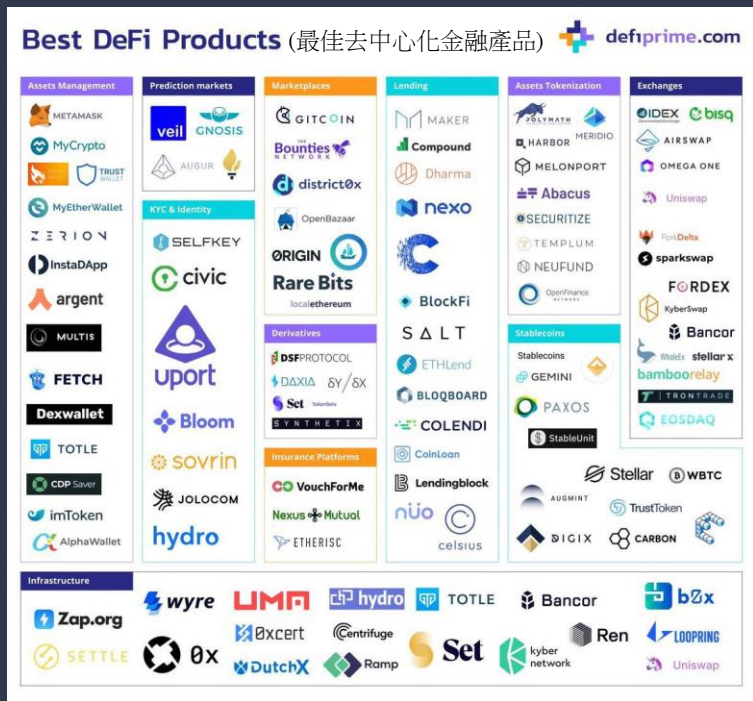 Best DeFi Products (最佳去中心化金融產品)
defiprime.com
Assets Management
METAMASK
MyCrypto
TRUST
WALLET
MyEtherWallet
ZERION
InstaDApp
argent
MULTIS
FETCH
Dexwallet
TOTLE
CDP Saver
imToken
AlphaWallet
Prediction markets
veil
GNOSIS
AUGUR
KYC & Identity
SELFKEY
civic
uport
Bloom
sovrin
JOLOCOM
hydro
Marketplaces
GITCOIN
THE
Bounties
NETWORK
district0x
OpenBazaar
ØRIGIN
Rare Bits
localethereum
Derivatives
DSFPROTOCOL
DAXIA δY/δX
Set TokenSets
SYNTHETIX
Insurance Platforms
VouchForMe
Nexus Mutual
ETHERISC
Lending
MAKER
Compound
Dharma
nexo
BlockFi
SALT
ETHLend
BLOQBOARD
COLENDI
CoinLoan
Lendingblock
nüo
celsius
Assets Tokenization
POLYMATH
MERIDIO
HARBOR
MELONPORT
Abacus
SECURITIZE
TEMPLUM
NEUFUND
OpenFinance
NETWORK
Stablecoins
Stablecoins
GEMINI
PAXOS
StableUnit
Stellar
WBTC
AUGMINT
TrustToken
DIGIX
CARBON
Exchanges
IDEX
bisq
AIRSWAP
OMEGA ONE
Uniswap
ForkDelta
sparkswap
FORDEX
KyberSwap
Bancor
WhaleEx stellar x
bamboorelay
TRONTRADE
EOSDAQ
Infrastructure
Zap.org
SETTLE
wyre
0x
UMA
0xcert
DutchX
hydro
Centrifuge
Ramp
TOTLE
Set
Bancor
kyber
network
Ren
b0x
LOOPRING
Uniswap